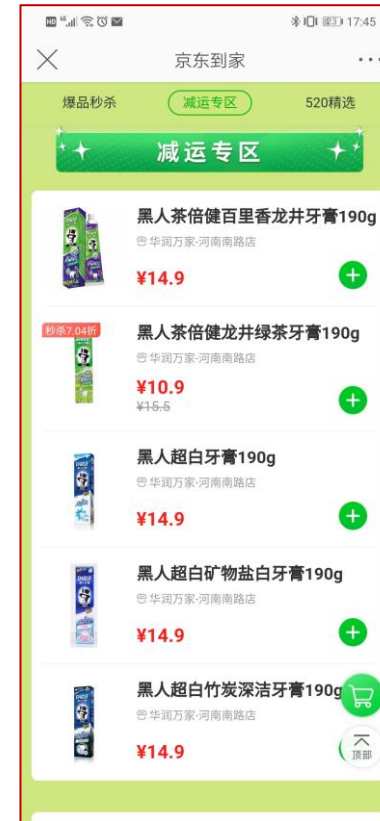 17:45
京东到家
爆品秒杀 减运专区 520精选
减运专区
黑人茶倍健百里香龙井牙膏190g
华润万家-河南南路店
¥14.9
秒杀7.04折
黑人茶倍健龙井绿茶牙膏190g
华润万家-河南南路店
¥10.9
¥15.5
黑人超白牙膏190g
华润万家-河南南路店
¥14.9
黑人超白矿物盐白牙膏190g
华润万家-河南南路店
¥14.9
黑人超白竹炭深洁牙膏190g
华润万家-河南南路店
¥14.9
顶部